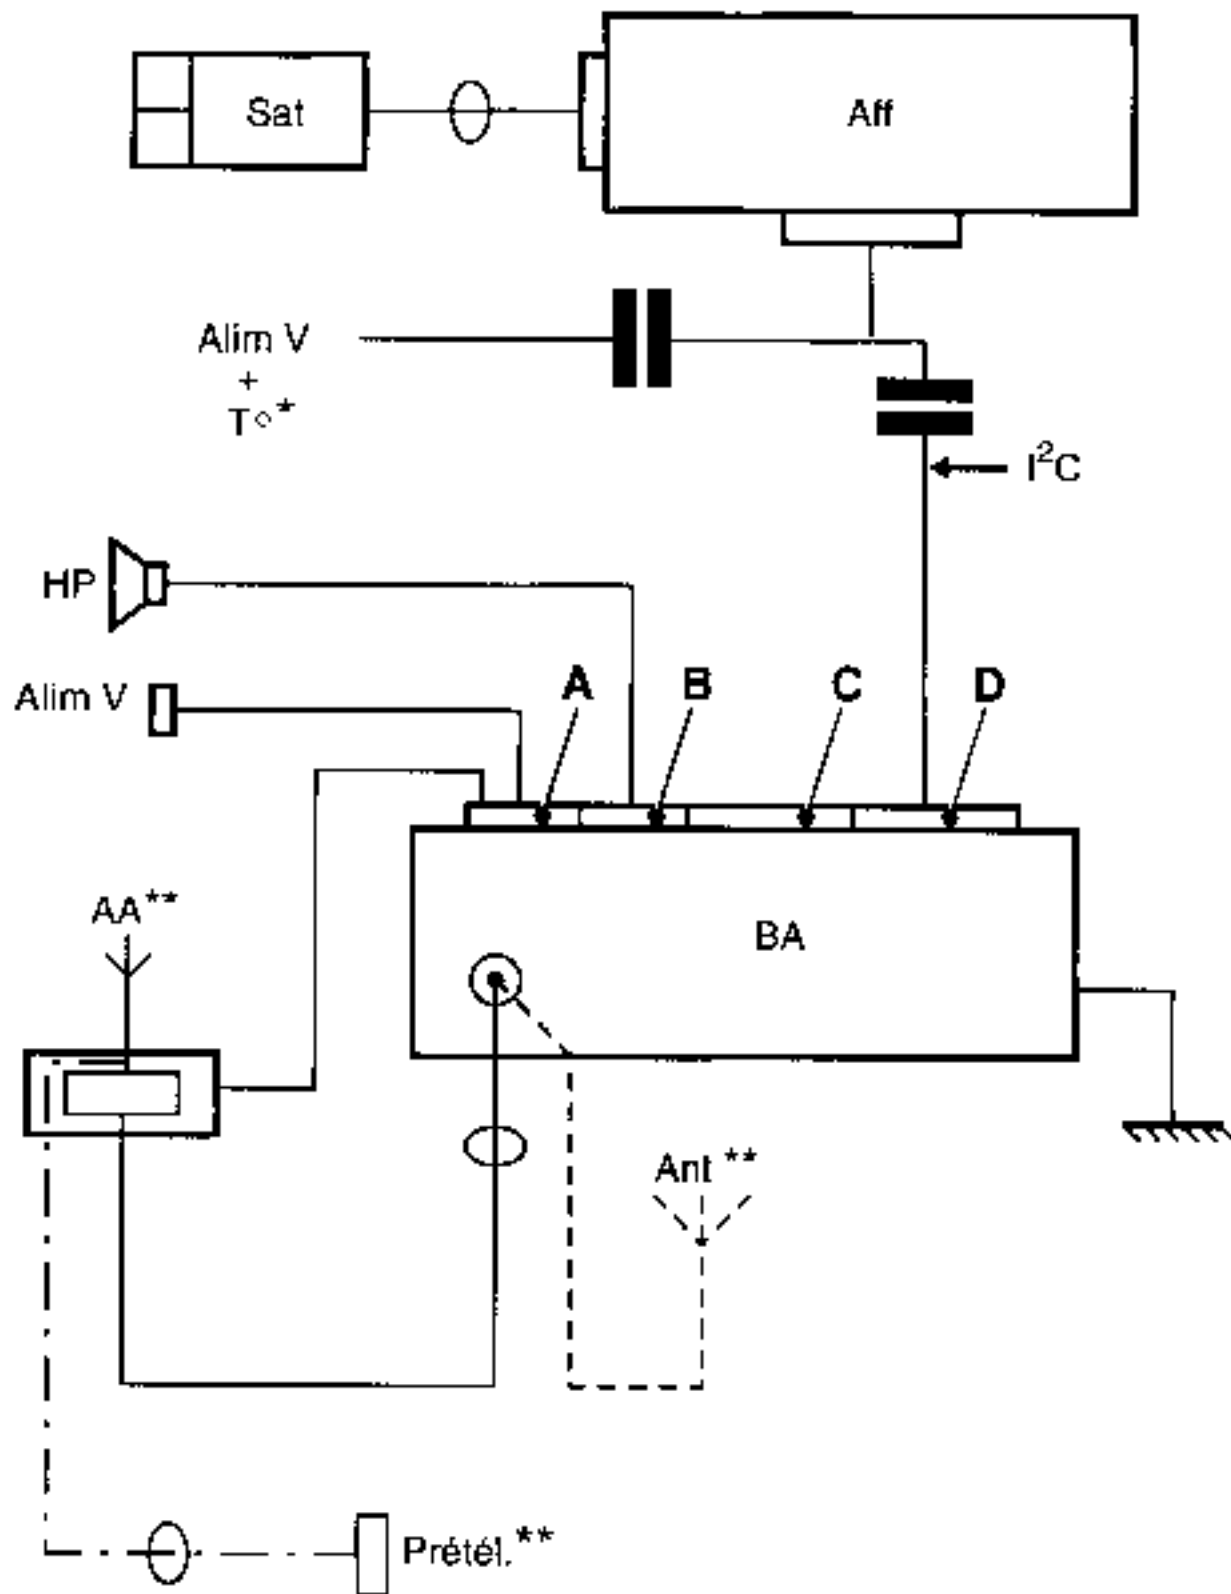 Sat
Aff
Alim V
+
T°*
I²C
HP
Alim V
A
B
C
D
AA**
BA
Ant **
Prétél.**